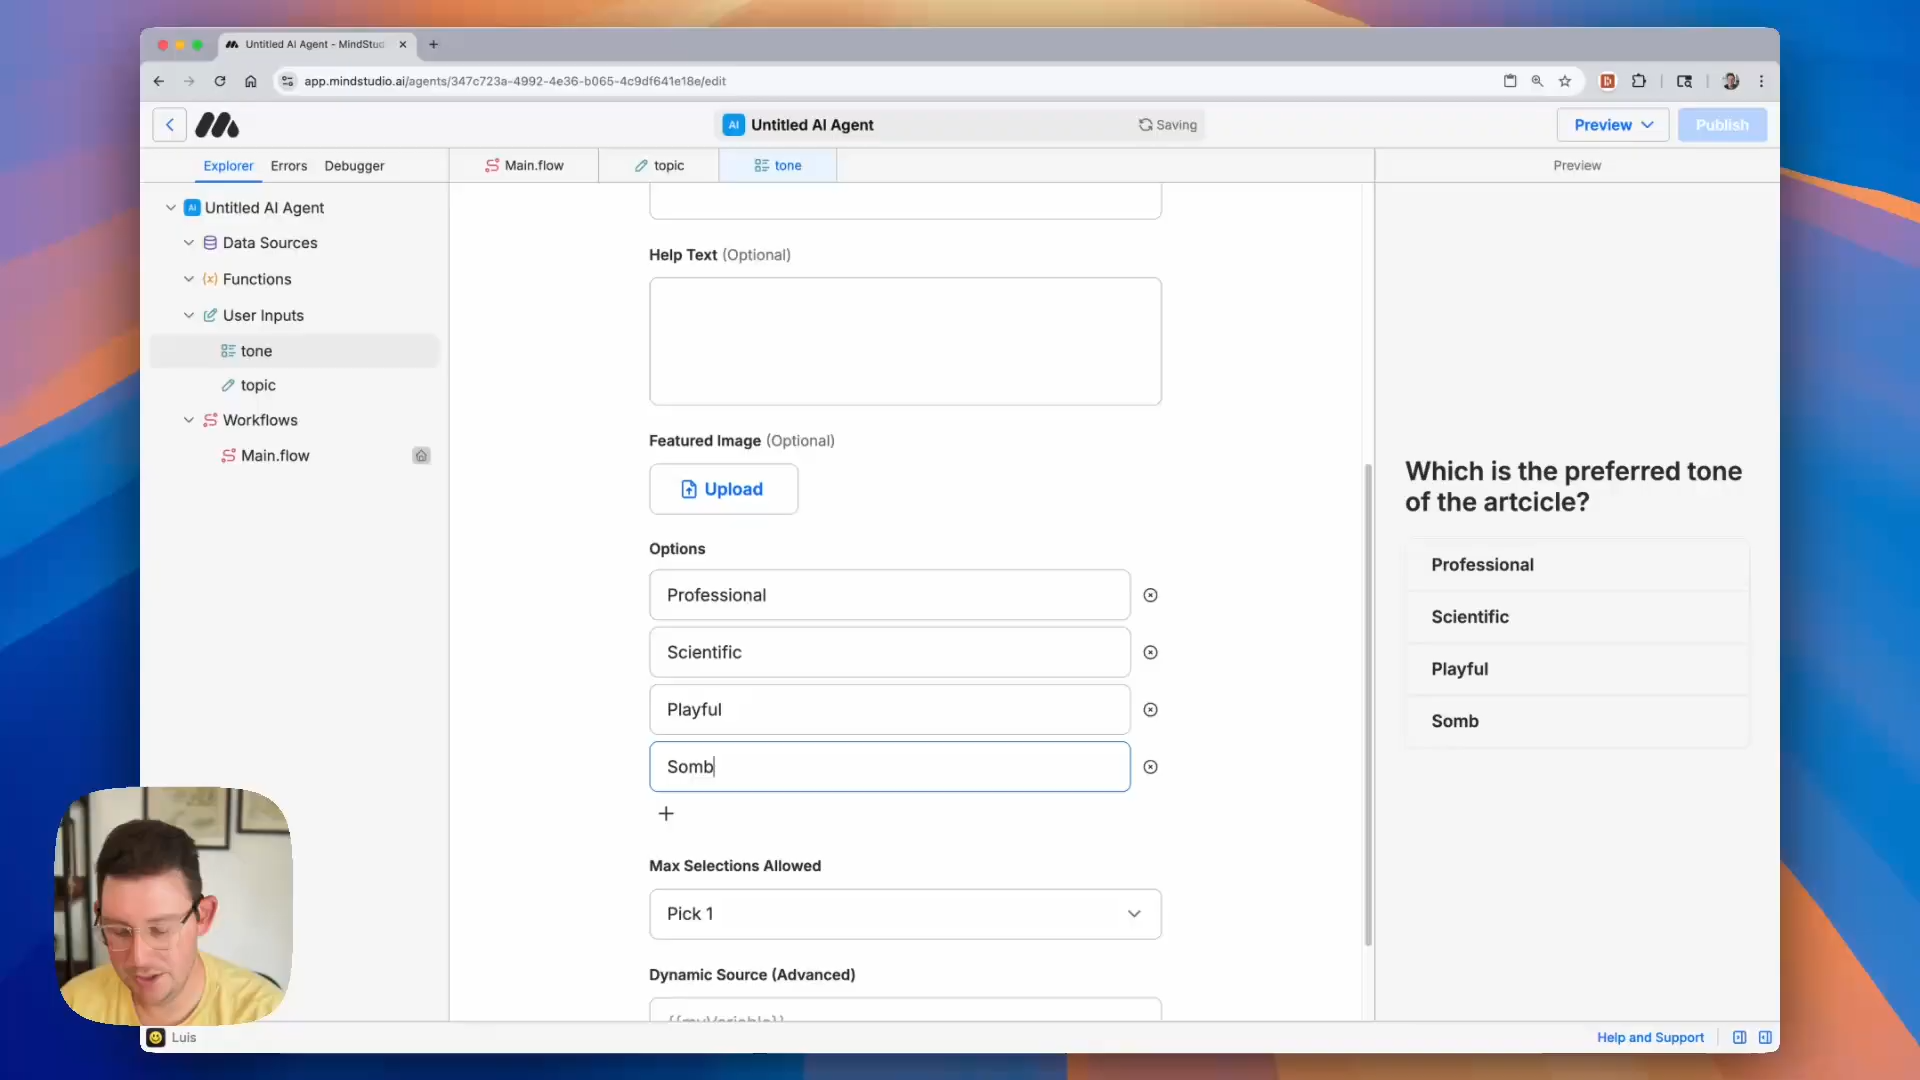 Untitled AI Agent - MindStud
app.mindstudio.ai/agents/347c723a-4992-4e36-b065-4c9df641e18e/edit
AI Untitled AI Agent
Saving
Preview
Publish
Explorer Errors Debugger
Main.flow
topic
tone
Preview
AI Untitled AI Agent
Data Sources
Functions
User Inputs
tone
topic
Workflows
Main.flow
Help Text (Optional)
Featured Image (Optional)
Upload
Options
Professional
Scientific
Playful
Somb
Max Selections Allowed
Pick 1
Dynamic Source (Advanced)
{{myVariable}}
Which is the preferred tone
of the artcicle?
Professional
Scientific
Playful
Somb
Luis
Help and Support